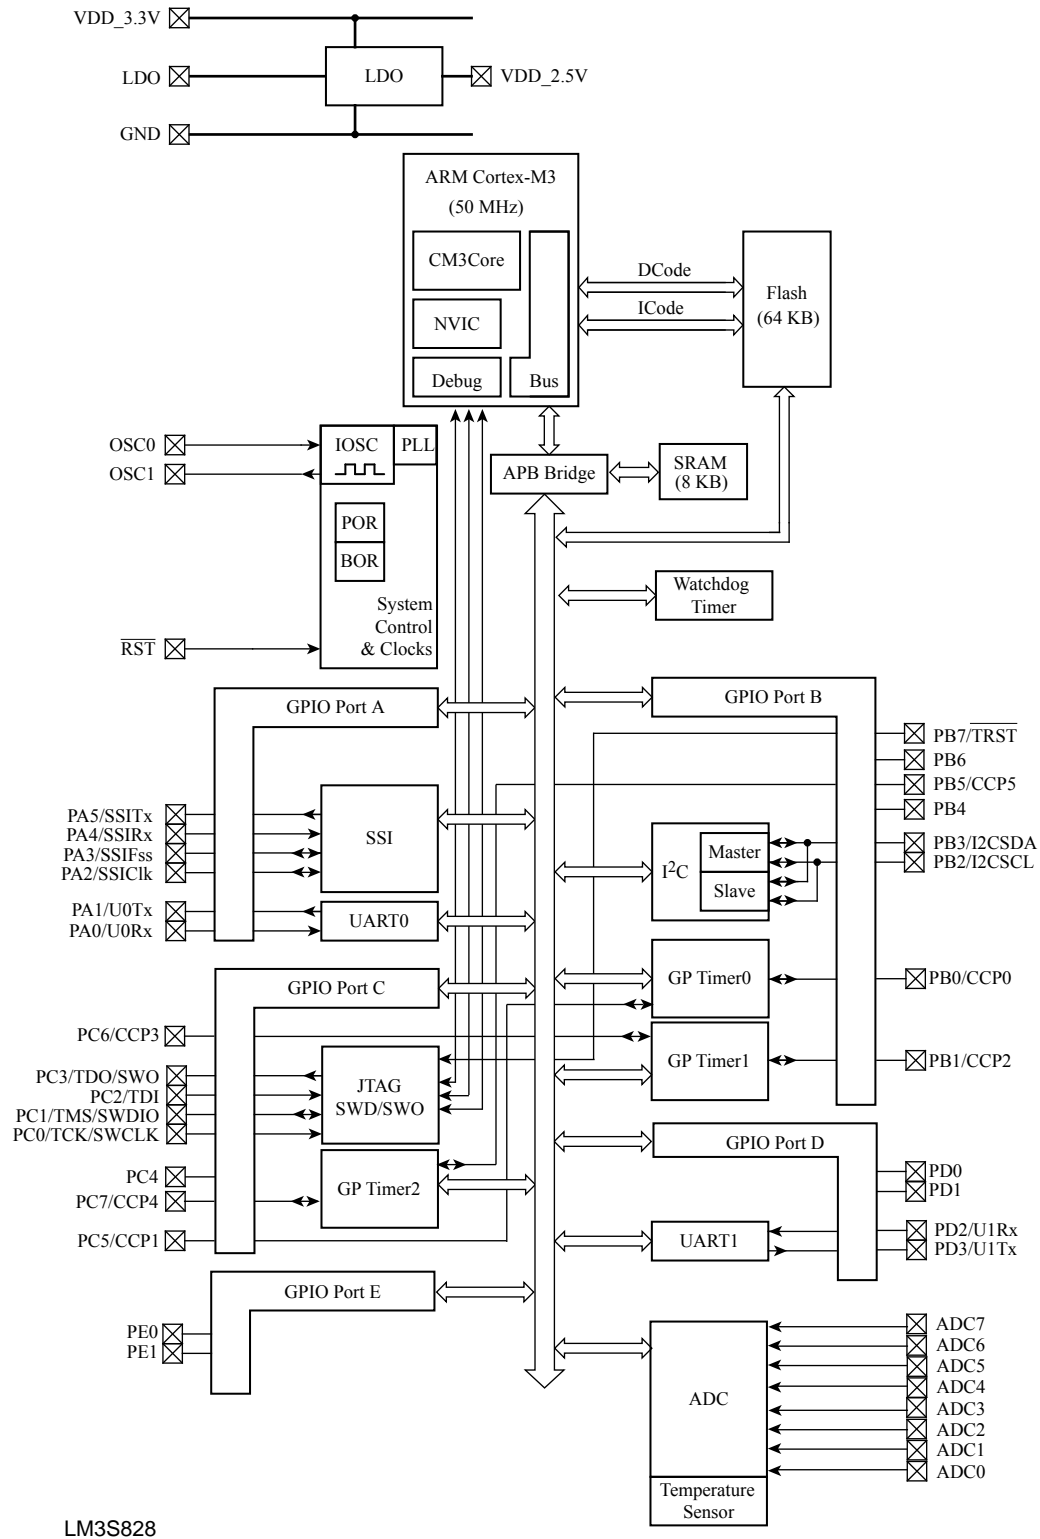 VDD_3.3V
LDO
LDO
VDD_2.5V
GND
ARM Cortex-M3
(50 MHz)
CM3Core
NVIC
Debug
Bus
DCode
ICode
Flash
(64 KB)
OSC0
OSC1
IOSC
PLL
POR
BOR
System
Control
& Clocks
RST
APB Bridge
SRAM
(8 KB)
Watchdog
Timer
GPIO Port A
PA5/SSITx
PA4/SSIRx
PA3/SSIFss
PA2/SSIClk
SSI
PA1/U0Tx
PA0/U0Rx
UART0
GPIO Port B
PB7/TRST
PB6
PB5/CCP5
PB4
PB3/I2CSDA
PB2/I2CSCL
I2C
Master
Slave
GP Timer0
PB0/CCP0
GP Timer1
PB1/CCP2
GPIO Port C
PC6/CCP3
PC3/TDO/SWO
PC2/TDI
PC1/TMS/SWDIO
PC0/TCK/SWCLK
JTAG
SWD/SWO
PC4
PC7/CCP4
PC5/CCP1
GP Timer2
GPIO Port D
PD0
PD1
UART1
PD2/U1Rx
PD3/U1Tx
GPIO Port E
PE0
PE1
ADC
ADC7
ADC6
ADC5
ADC4
ADC3
ADC2
ADC1
ADC0
Temperature
Sensor
LM3S828